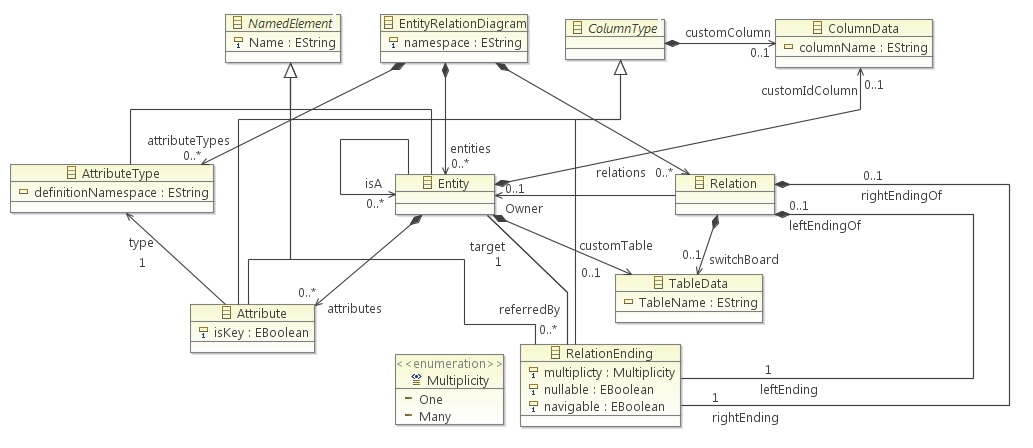 NamedElement
Name : EString
EntityRelationDiagram
namespace : EString
ColumnType
customColumn
0..1
ColumnData
columnName : EString
customIdColumn
0..1
attributeTypes
0..*
entities
0..*
AttributeType
definitionNamespace : EString
isA
0..*
Entity
0..1
Owner
relations
0..*
Relation
0..1
rightEndingOf
0..1
leftEndingOf
type
1
target
1
customTable
0..1
0..1
switchBoard
TableData
TableName : EString
0..*
attributes
Attribute
isKey : EBoolean
referredBy
0..*
RelationEnding
multiplicty : Multiplicity
nullable : EBoolean
navigable : EBoolean
<<enumeration>>
Multiplicity
One
Many
1
leftEnding
1
rightEnding